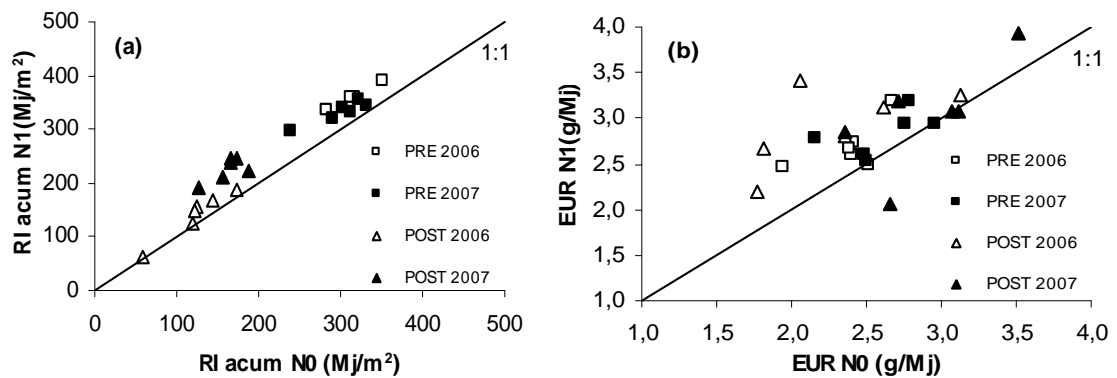 (a)
1:1
500
400
300
200
100
0
RI acum N1 (Mj/m²)
0 100 200 300 400 500
RI acum N0 (Mj/m²)
PRE 2006
PRE 2007
POST 2006
POST 2007
(b)
1:1
4,0
3,5
3,0
2,5
2,0
1,5
1,0
EUR N1(g/Mj)
1,0 1,5 2,0 2,5 3,0 3,5 4,0
EUR N0 (g/Mj)
PRE 2006
PRE 2007
POST 2006
POST 2007